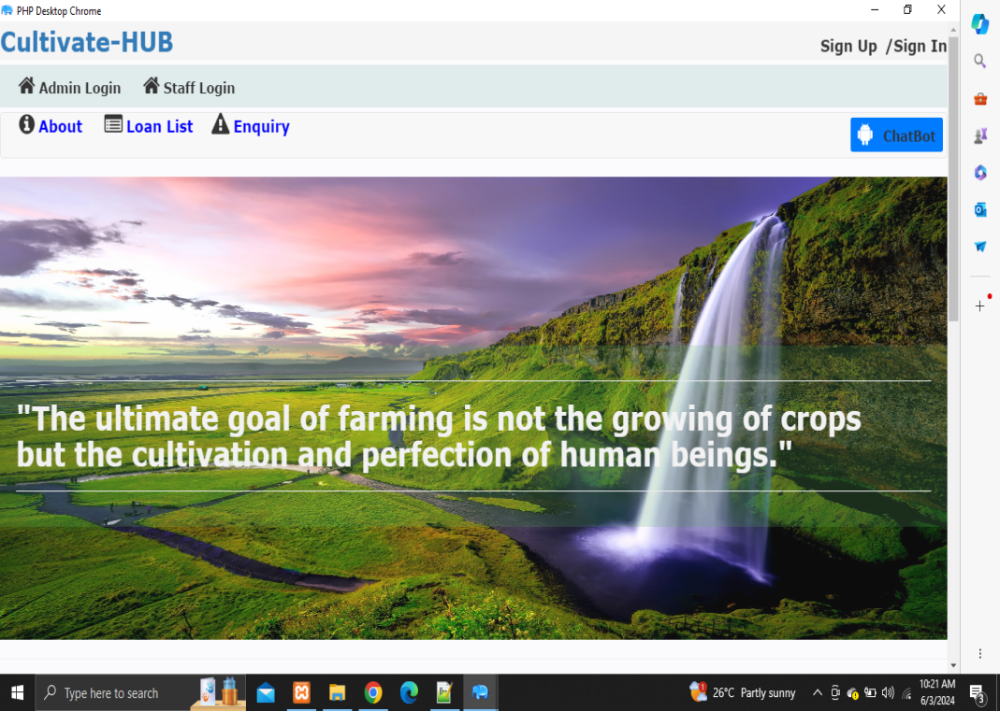 PHP Desktop Chrome
Cultivate-HUB
Sign Up /Sign In
Admin Login Staff Login
About Loan List Enquiry ChatBot
"The ultimate goal of farming is not the growing of crops
but the cultivation and perfection of human beings."
Type here to search
1
26°C Partly sunny
10:21 AM
6/3/2024
3